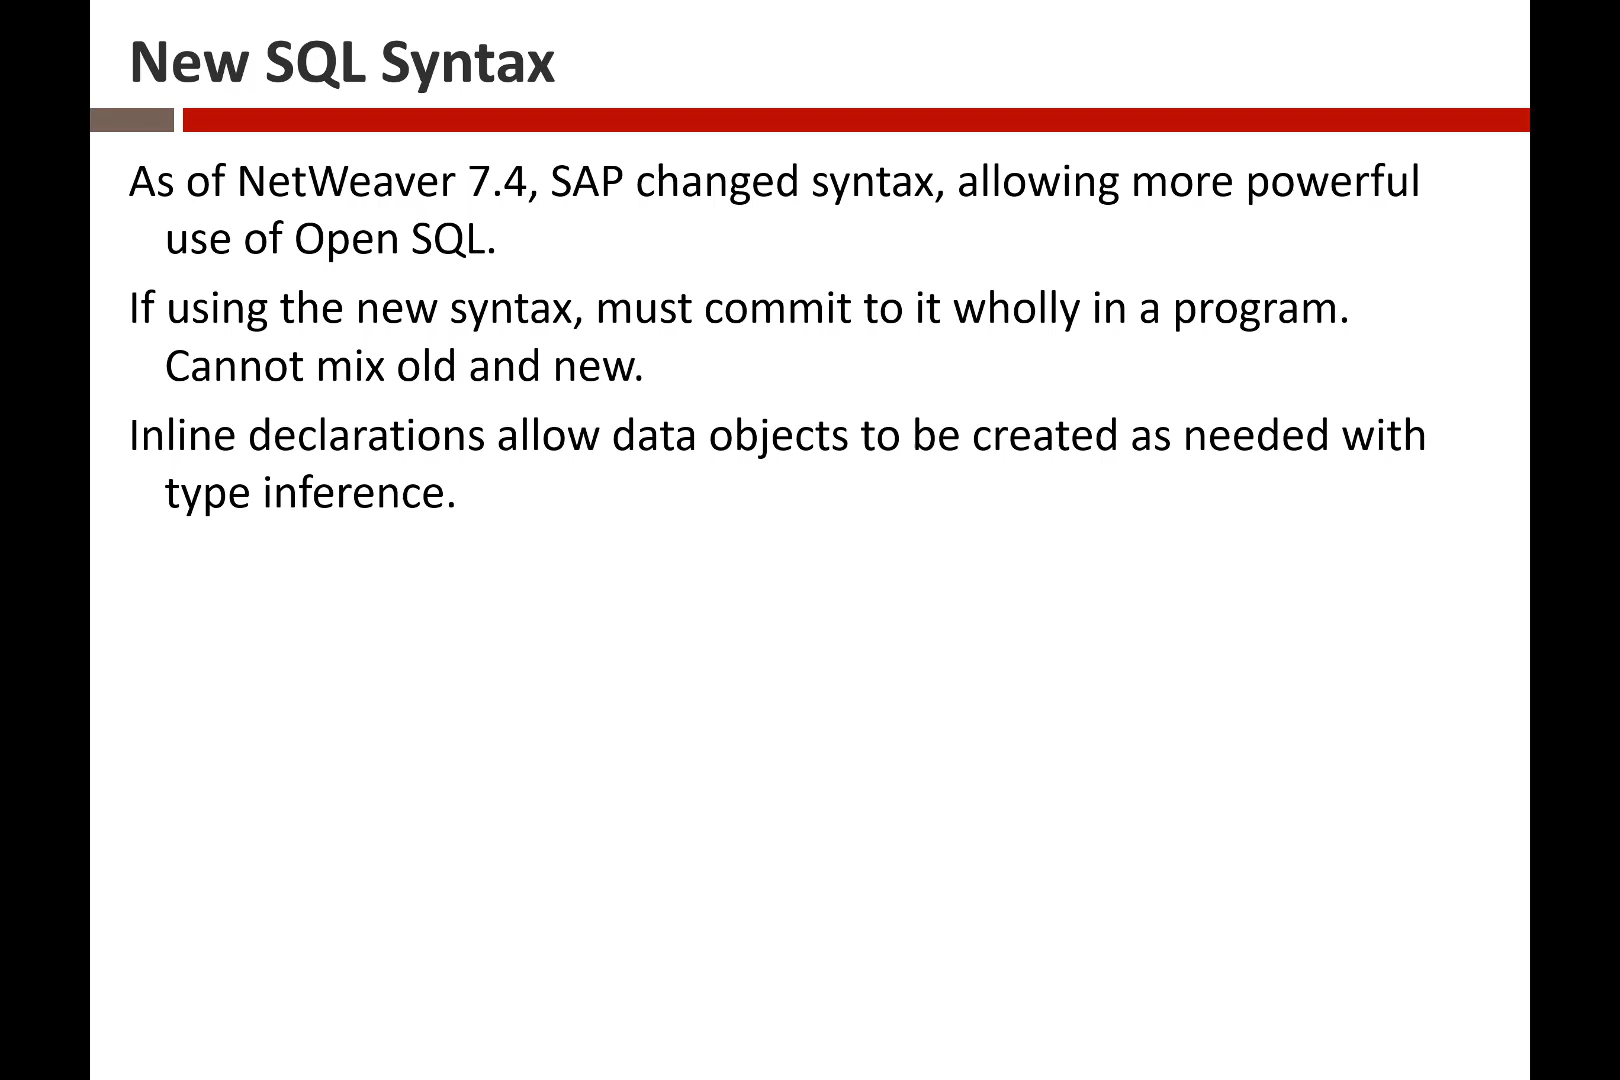 New SQL Syntax
As of NetWeaver 7.4, SAP changed syntax, allowing more powerful
use of Open SQL.
If using the new syntax, must commit to it wholly in a program.
Cannot mix old and new.
Inline declarations allow data objects to be created as needed with
type inference.